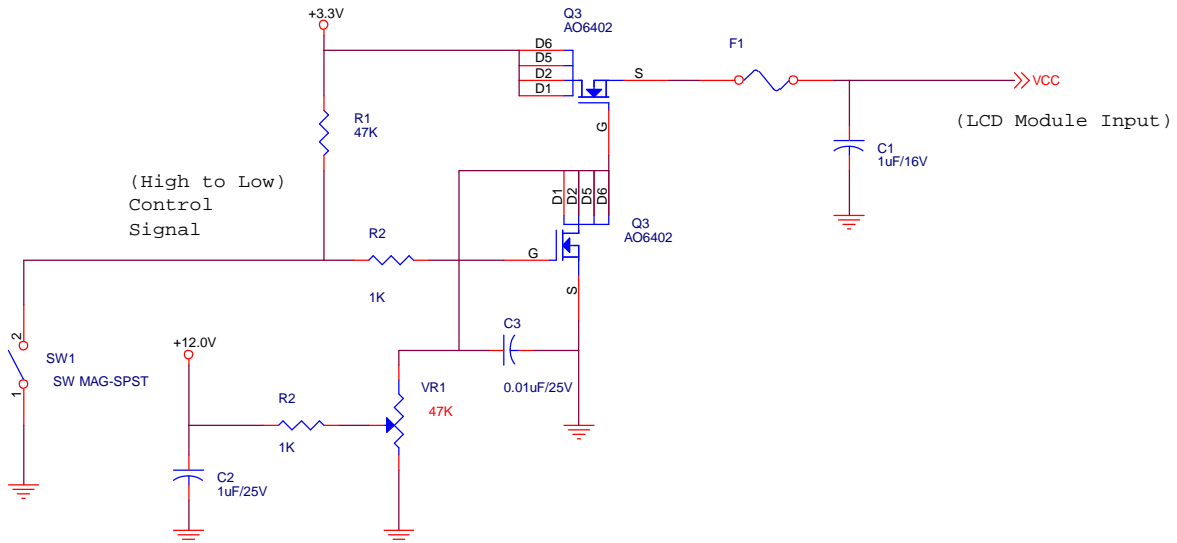 Q3
AO6402
+3.3V
D6
D5
D2
D1
S
G
F1
VCC
(LCD Module Input)
R1
47K
C1
1uF/16V
(High to Low)
Control
Signal
D1
D2
D5
D6
Q3
AO6402
R2
1K
G
S
C3
0.01uF/25V
2
SW1
SW MAG-SPST
1
+12.0V
R2
1K
VR1
47K
C2
1uF/25V